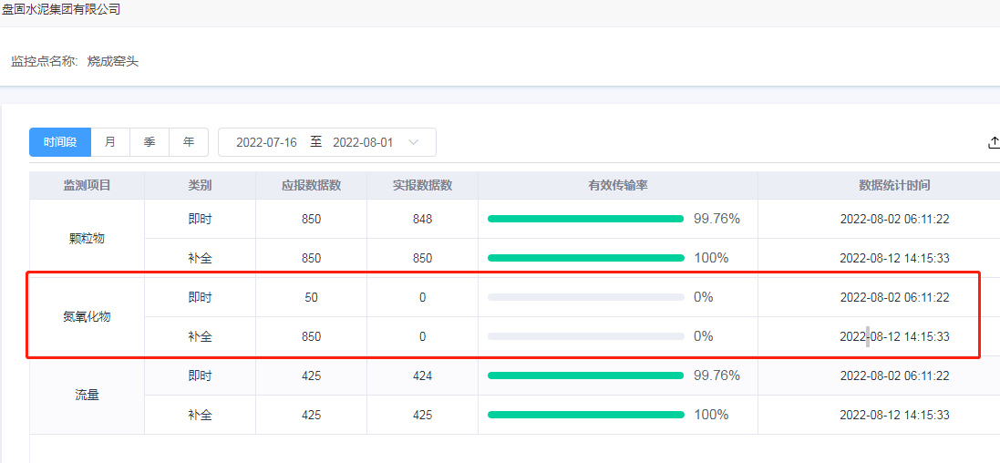 盘固水泥集团有限公司
监控点名称: 烧成窑头
时间段 月 季 年 2022-07-16 至 2022-08-01
监测项目 类别 应报数据数 实报数据数 有效传输率 数据统计时间
颗粒物
即时 850 848 99.76% 2022-08-02 06:11:22
补全 850 850 100% 2022-08-12 14:15:33
氮氧化物
即时 50 0 0% 2022-08-02 06:11:22
补全 850 0 0% 2022-08-12 14:15:33
流量
即时 425 424 99.76% 2022-08-02 06:11:22
补全 425 425 100% 2022-08-12 14:15:33